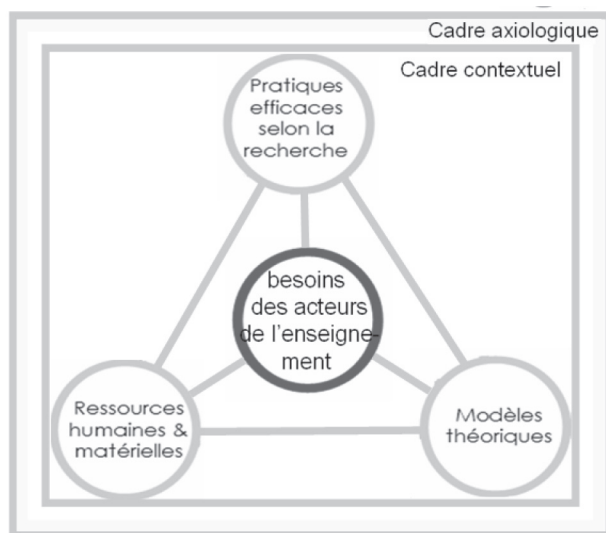 Cadre axiologique
Cadre contextuel
Pratiques
efficaces
selon la
recherche
besoins
des acteurs
de l'enseigne-
ment
Ressources
humaines &
matérielles
Modèles
théoriques